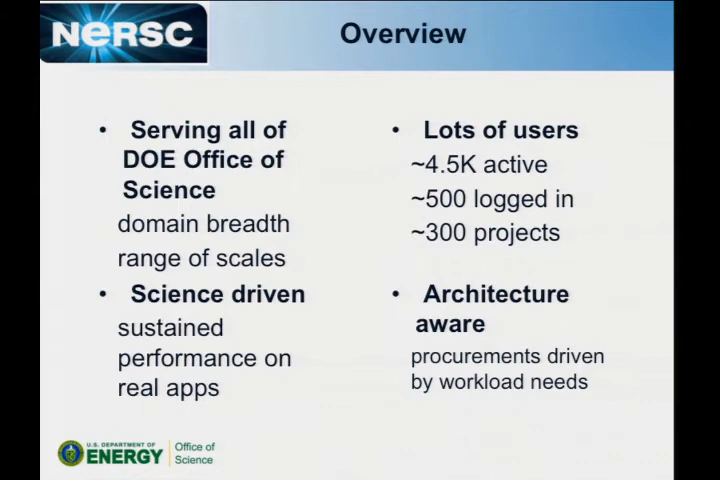 NERSC
Overview
• Serving all of
DOE Office of
Science
domain breadth
range of scales
• Science driven
sustained
performance on
real apps
• Lots of users
~4.5K active
~500 logged in
~300 projects
• Architecture
aware
procurements driven
by workload needs
U.S. DEPARTMENT OF
ENERGY
Office of
Science